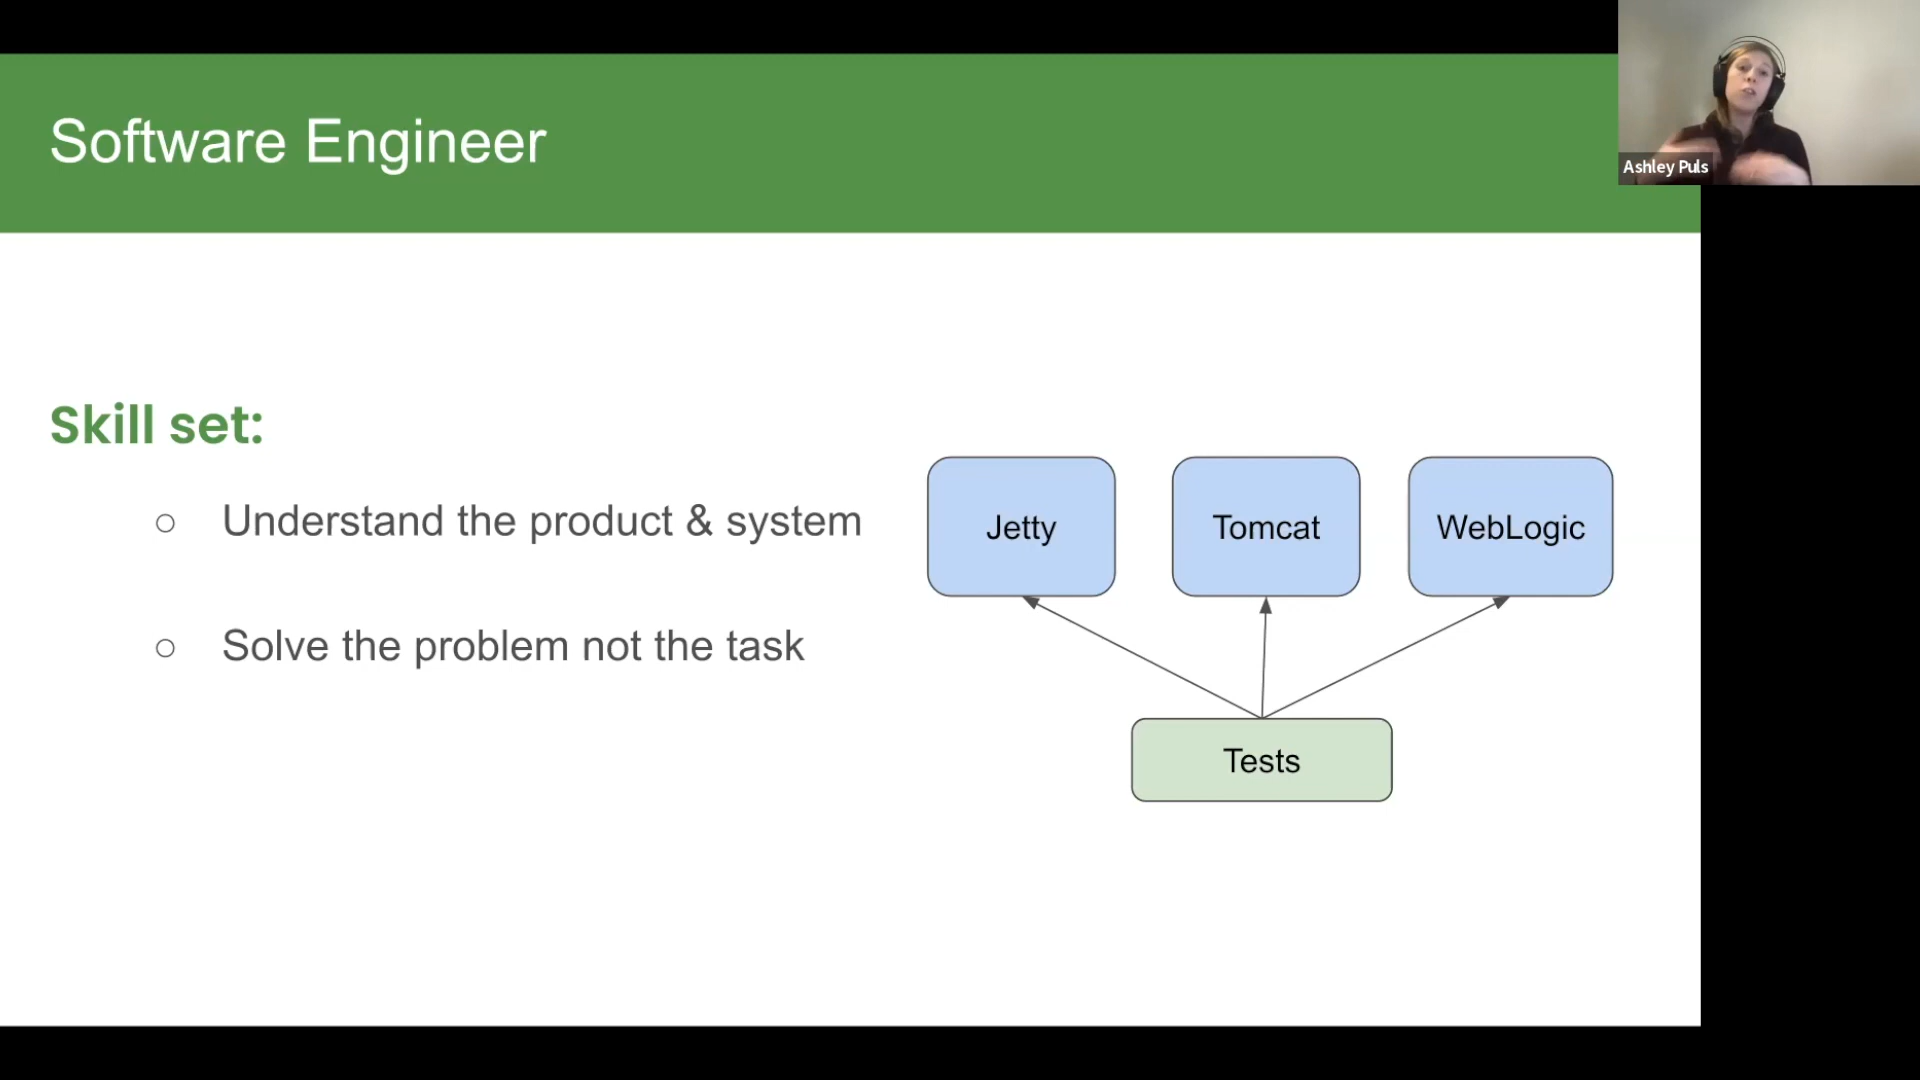 Software Engineer
Ashley Puls
Skill set:
○ Understand the product & system
○ Solve the problem not the task
Jetty
Tomcat
WebLogic
Tests